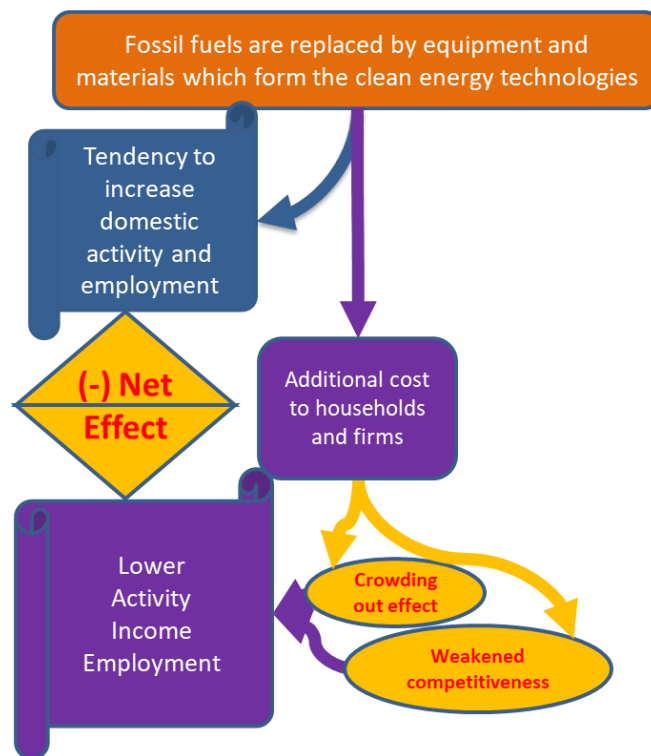 Fossil fuels are replaced by equipment and
materials which form the clean energy technologies
Tendency to
increase
domestic
activity and
employment
(-) Net
Effect
Additional cost
to households
and firms
Crowding
out effect
Weakened
competitiveness
Lower
Activity
Income
Employment